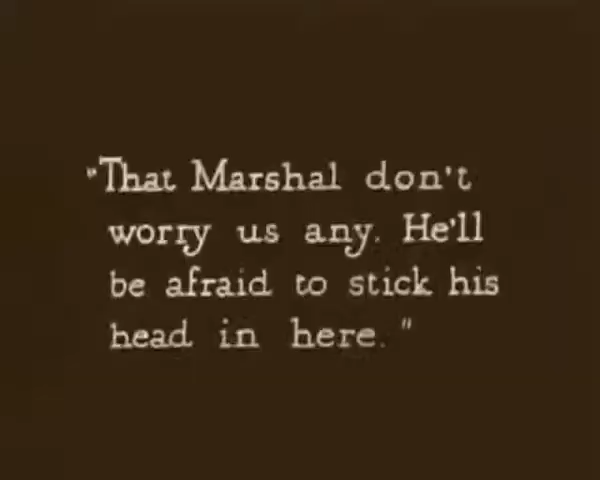 "That Marshal don't
worry us any. He'll
be afraid to stick his
head in here."